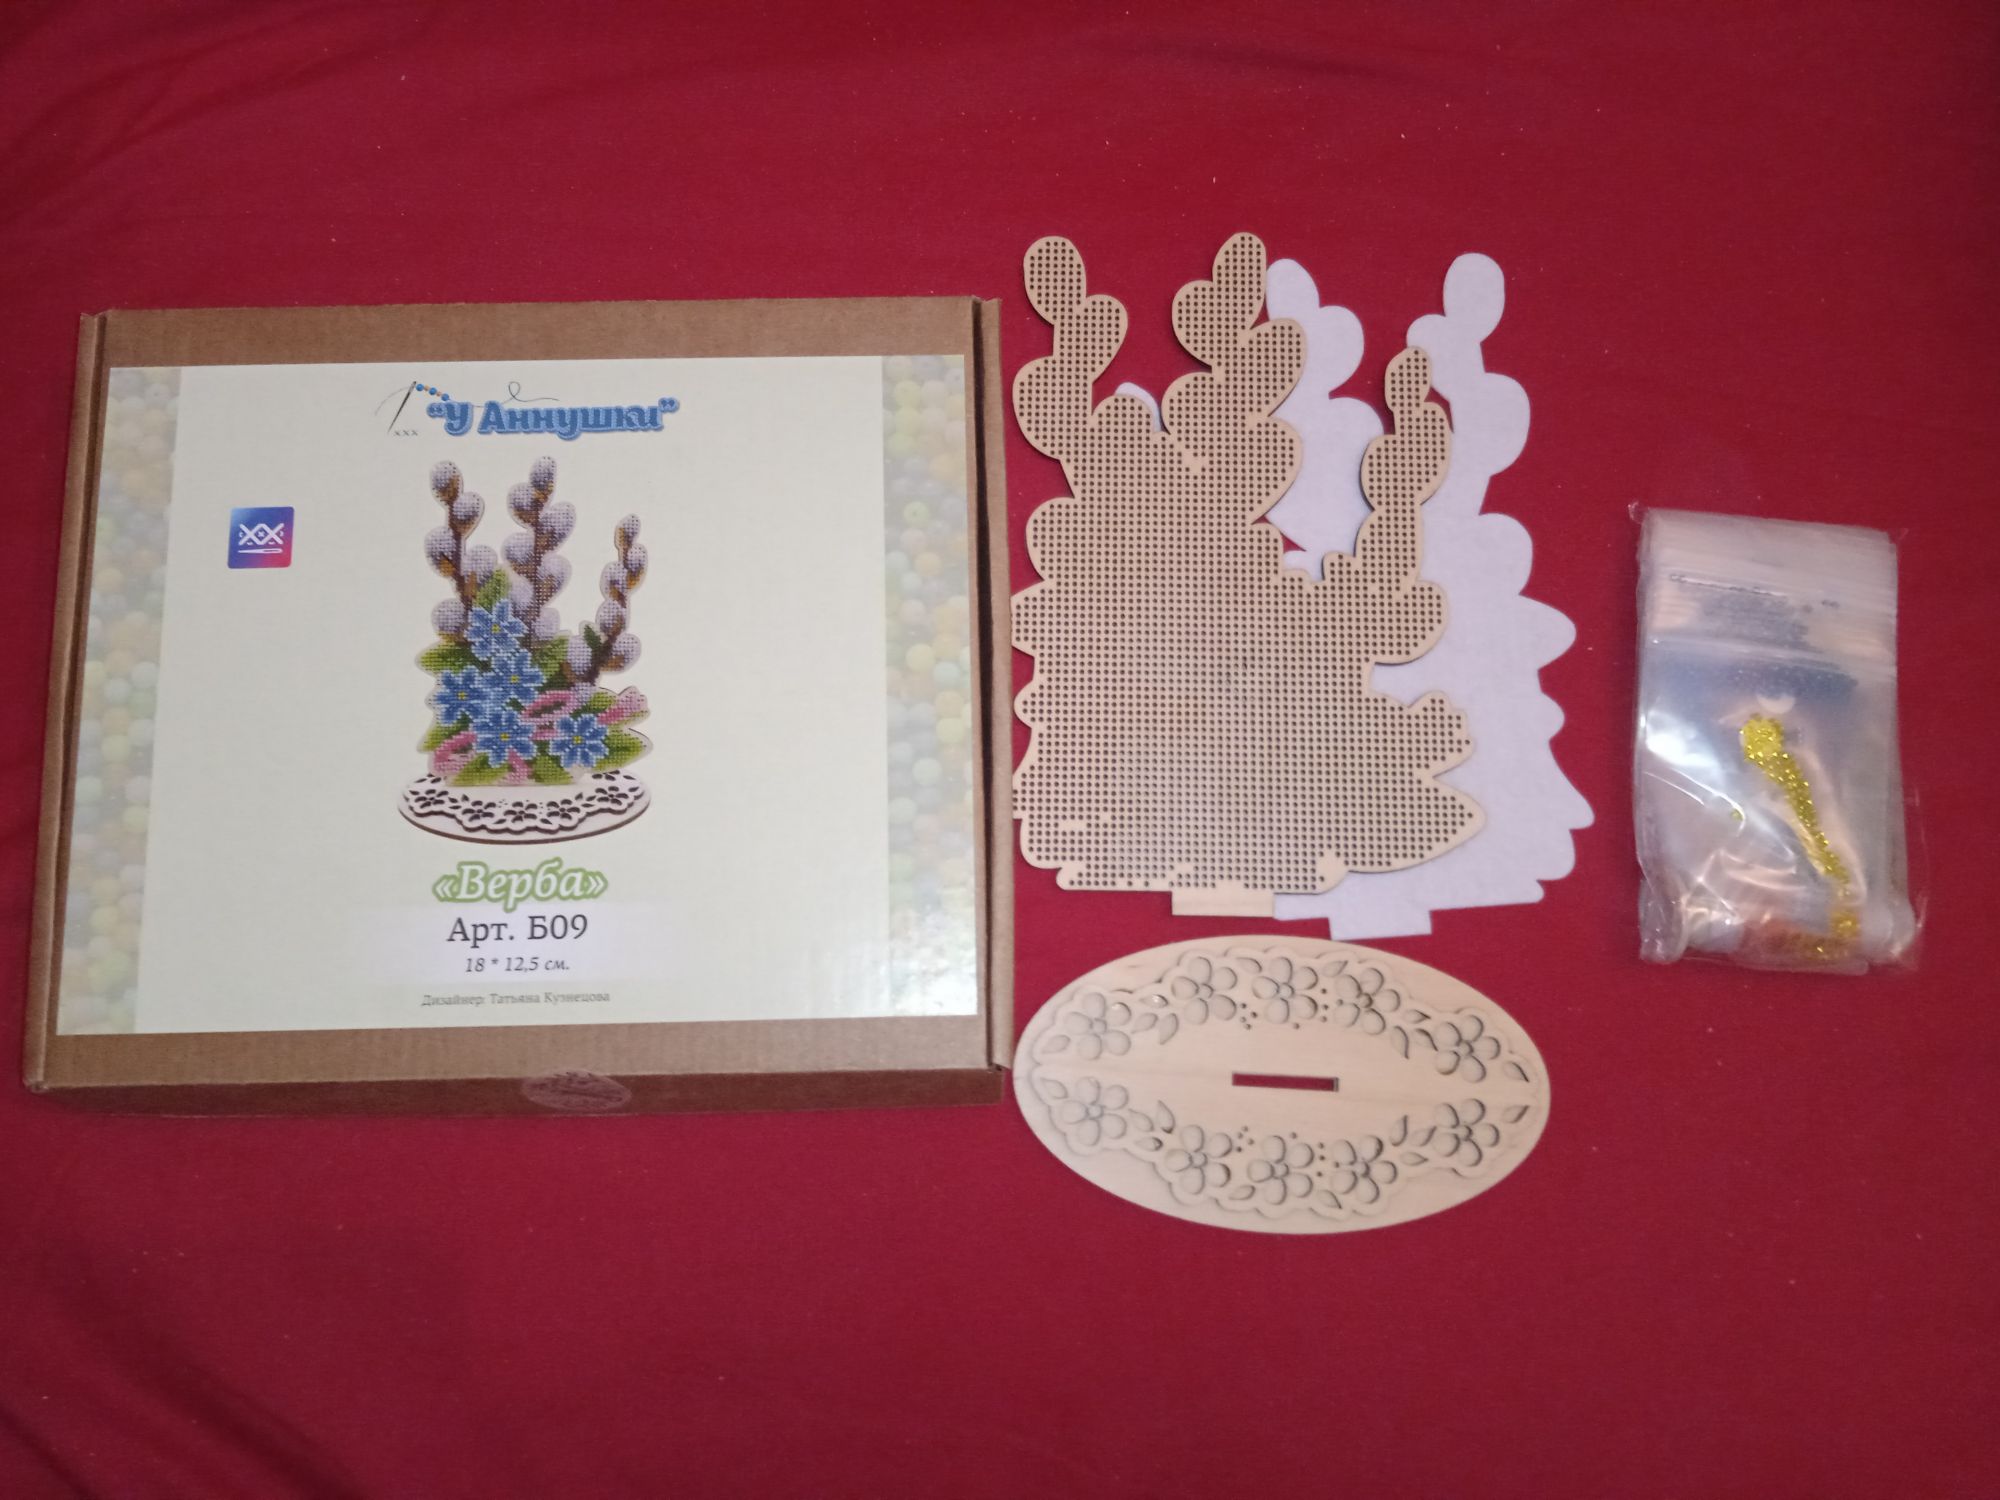 "У Аннушки"
«Верба»
Арт. Б09
18 * 12,5 см.
Дизайнер: Татьяна Кузнецова